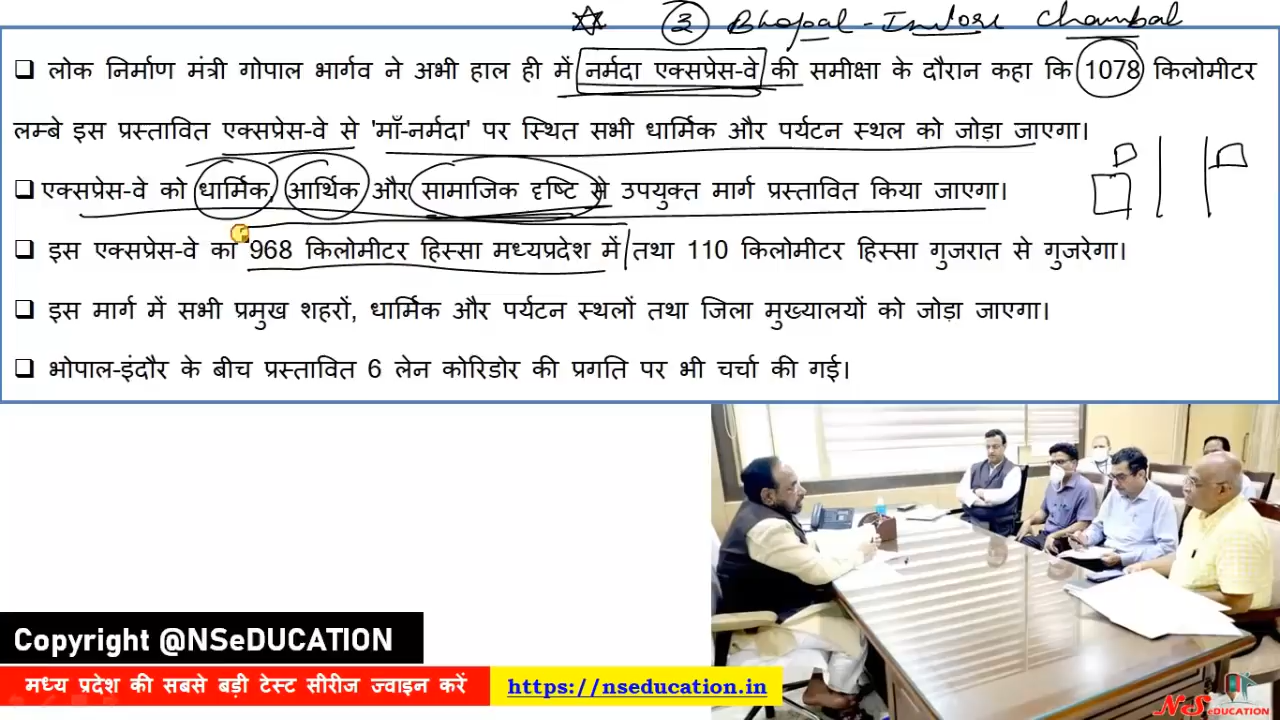 ② Bhopal - Indore Chambal
❑ लोक निर्माण मंत्री गोपाल भार्गव ने अभी हाल ही में नर्मदा एक्सप्रेस-वे की समीक्षा के दौरान कहा कि 1078 किलोमीटर
लम्बे इस प्रस्तावित एक्सप्रेस-वे से 'माँ-नर्मदा' पर स्थित सभी धार्मिक और पर्यटन स्थल को जोड़ा जाएगा।
❑ एक्सप्रेस-वे को धार्मिक, आर्थिक और सामाजिक दृष्टि से उपयुक्त मार्ग प्रस्तावित किया जाएगा।
❑ इस एक्सप्रेस-वे का 968 किलोमीटर हिस्सा मध्यप्रदेश में तथा 110 किलोमीटर हिस्सा गुजरात से गुजरेगा।
❑ इस मार्ग में सभी प्रमुख शहरों, धार्मिक और पर्यटन स्थलों तथा जिला मुख्यालयों को जोड़ा जाएगा।
❑ भोपाल-इंदौर के बीच प्रस्तावित 6 लेन कोरिडोर की प्रगति पर भी चर्चा की गई।
Copyright @NSeDUCATION
मध्य प्रदेश की सबसे बड़ी टेस्ट सीरीज ज्वाइन करें
https://nseducation.in
NSeDUCATION